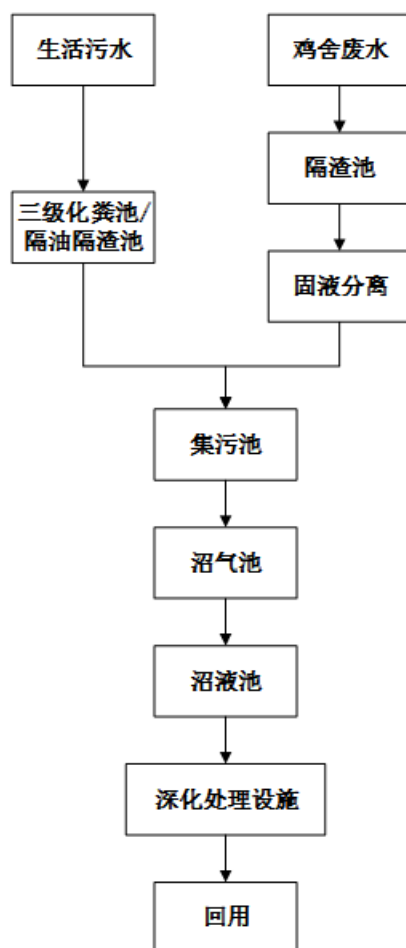 生活污水
鸡舍废水
隔渣池
三级化粪池/
隔油隔渣池
固液分离
集污池
沼气池
沼液池
深化处理设施
回用